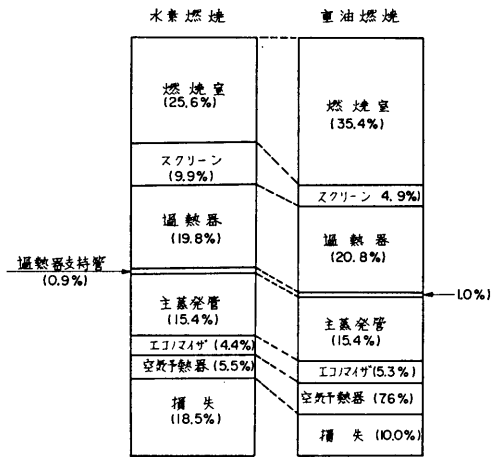 水素燃焼
重油燃焼
燃焼室
(25.6%)
燃焼室
(35.4%)
スクリーン
(9.9%)
スクリーン 4.9%)
過熱器
(19.8%)
過熱器
(20.8%)
過熱器支持管
(0.9%)
1.0%)
主蒸発管
(15.4%)
主蒸発管
(15.4%)
エコノマイザ (4.4%)
エコノマイザ(5.3%)
空気予熱器 (5.5%)
空気予熱器 (7.6%)
損失
(18.5%)
損失 (10.0%)